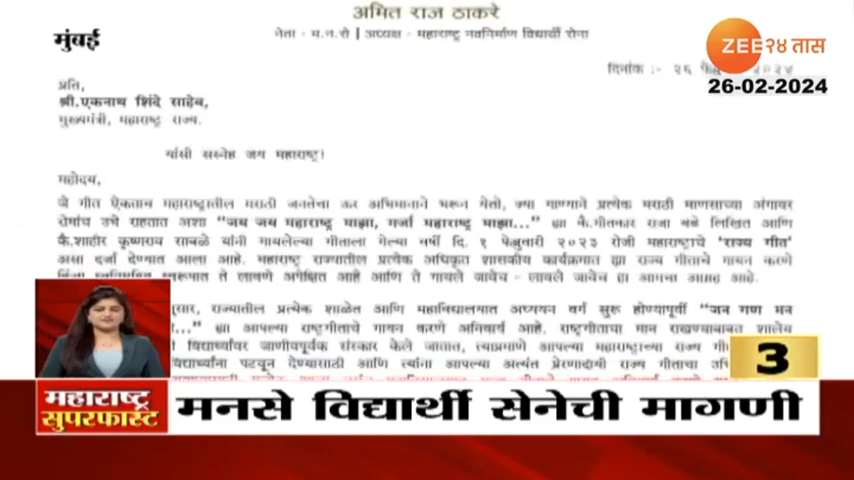 अमित राज ठाकरे
नेता - म.न.से | अध्यक्ष - महाराष्ट्र नवनिर्माण विद्यार्थी सेना
मुंबई
ZEE २४ तास
26-02-2024
दिनांक :- २६
प्रति,
श्री.एकनाथ शिंदे साहेब,
मुख्यमंत्री, महाराष्ट्र राज्य.
यांसी सस्नेह जय महाराष्ट्र!
महोदय,
जे गीत ऐकताच महाराष्ट्रातील मराठी जनतेचा ऊर अभिमानाने भरून येतो, ज्या गाण्याने प्रत्येक मराठी माणसाच्या अंगावर
रोमांच उभे राहतात अशा "जय जय महाराष्ट्र माझा, गर्जा महाराष्ट्र माझा..." ह्या कै.गीतकार राजा बढे लिखित आणि
कै.शाहीर कृष्णराव साबळे यांनी गायलेल्या गीताला गेल्या वर्षी दि. १ फेब्रुवारी २०२३ रोजी महाराष्ट्राचे 'राज्य गीत'
असा दर्जा देण्यात आला आहे. महाराष्ट्र राज्यातील प्रत्येक अधिकृत शासकीय कार्यक्रमात ह्या राज्य गीताचे गायन करणे
किंवा ध्वनिमुद्रित स्वरूपात ते लावणे अपेक्षित आहे आणि ते गायले जावेच - लावले जावेच हा आमचा आग्रह आहे.
नुसार, राज्यातील प्रत्येक शाळेत आणि महाविद्यालयात अध्ययन वर्ग सुरू होण्यापूर्वी "जन गण मन
..." ह्या आपल्या राष्ट्रगीताचे गायन करणे अनिवार्य आहे. राष्ट्रगीताचा मान राखण्याबाबत शालेय
विद्यार्थ्यांवर जाणीवपूर्वक संस्कार केले जातात, त्याप्रमाणे आपल्या महाराष्ट्राच्या राज्य
विद्यार्थ्यांना पटवून देण्यासाठी आणि त्यांना आपल्या अत्यंत प्रेरणादायी राज्य गीताचा
3
महाराष्ट्र
सुपरफास्ट
मनसे विद्यार्थी सेनेची मागणी